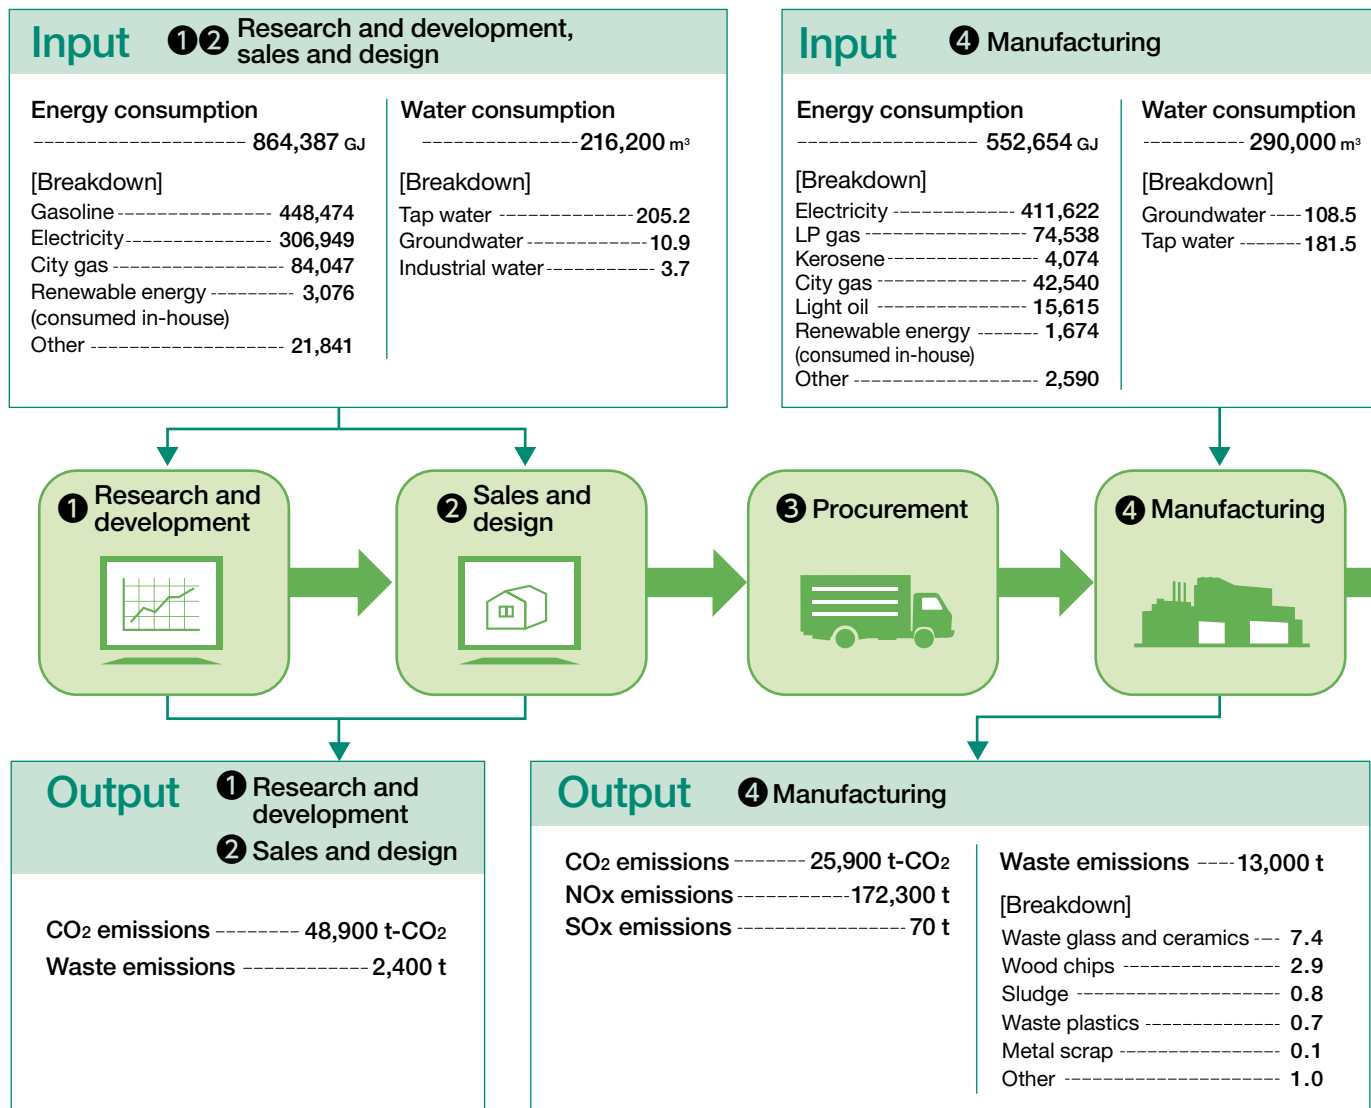 Input ❶❷ Research and development,
sales and design
Energy consumption
864,387 GJ
[Breakdown]
Gasoline 448,474
Electricity 306,949
City gas 84,047
Renewable energy 3,076
(consumed in-house)
Other 21,841
Water consumption
216,200 m³
[Breakdown]
Tap water 205.2
Groundwater 10.9
Industrial water 3.7
Input ❹ Manufacturing
Energy consumption
552,654 GJ
[Breakdown]
Electricity 411,622
LP gas 74,538
Kerosene 4,074
City gas 42,540
Light oil 15,615
Renewable energy 1,674
(consumed in-house)
Other 2,590
Water consumption
290,000 m³
[Breakdown]
Groundwater 108.5
Tap water 181.5
❶ Research and
development
❷ Sales and
design
❸ Procurement
❹ Manufacturing
Output ❶ Research and
development
❷ Sales and design
CO₂ emissions 48,900 t-CO₂
Waste emissions 2,400 t
Output ❹ Manufacturing
CO₂ emissions 25,900 t-CO₂
NOx emissions 172,300 t
SOx emissions 70 t
Waste emissions 13,000 t
[Breakdown]
Waste glass and ceramics 7.4
Wood chips 2.9
Sludge 0.8
Waste plastics 0.7
Metal scrap 0.1
Other 1.0